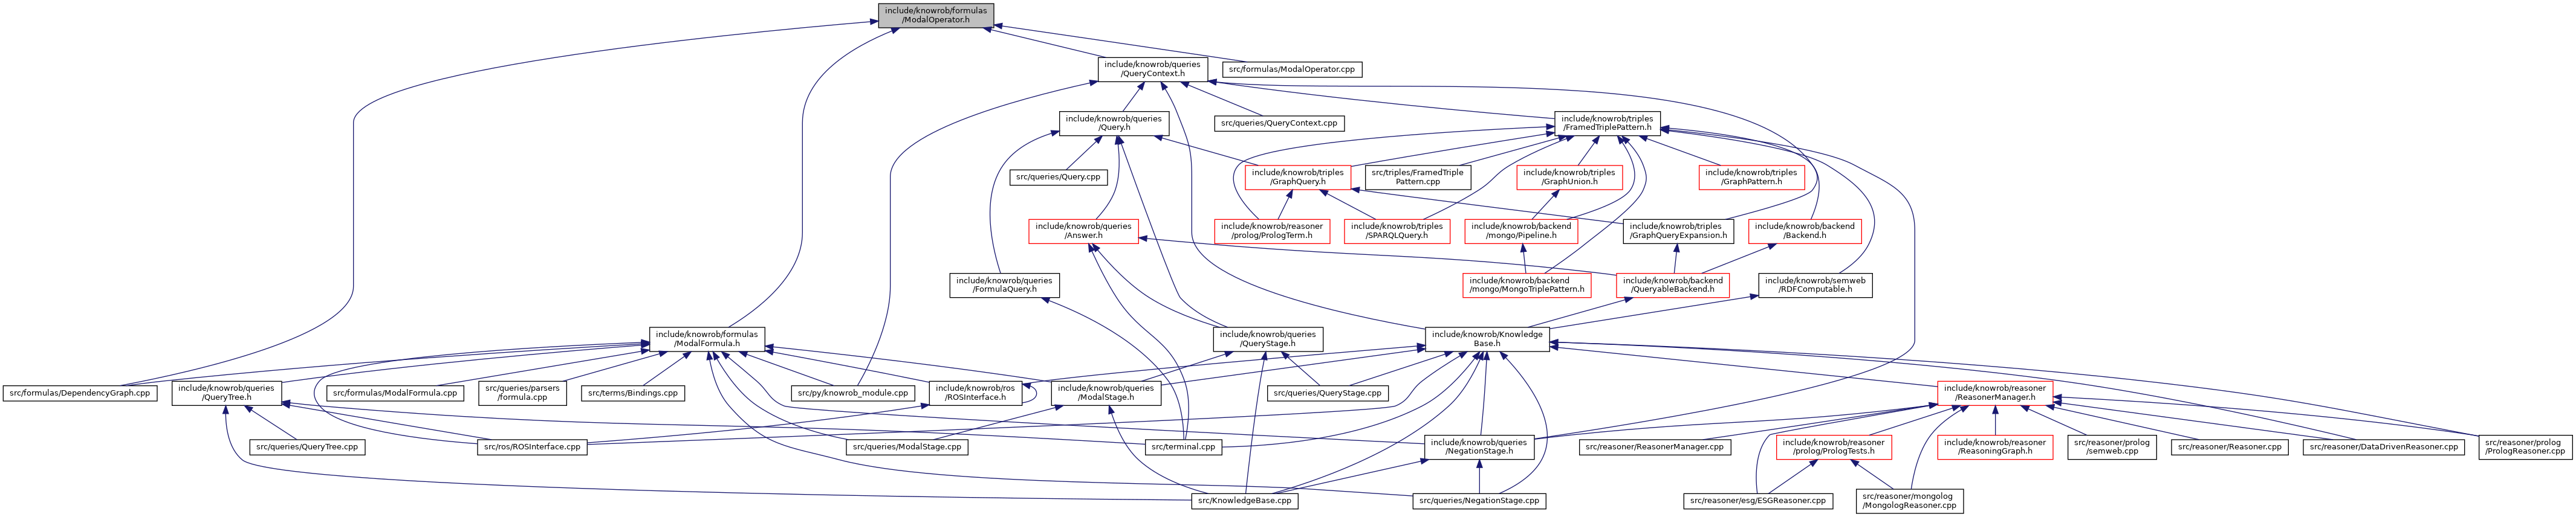 include/knowrob/formulas
/ModalOperator.h
include/knowrob/queries
/QueryContext.h
src/formulas/ModalOperator.cpp
include/knowrob/queries
/Query.h
src/queries/QueryContext.cpp
include/knowrob/triples
/FramedTriplePattern.h
src/queries/Query.cpp
include/knowrob/triples
/GraphQuery.h
src/triples/FramedTriple
Pattern.cpp
include/knowrob/triples
/GraphUnion.h
include/knowrob/triples
/GraphPattern.h
include/knowrob/queries
/Answer.h
include/knowrob/reasoner
/prolog/PrologTerm.h
include/knowrob/triples
/SPARQLQuery.h
include/knowrob/backend
/mongo/Pipeline.h
include/knowrob/triples
/GraphQueryExpansion.h
include/knowrob/backend
/Backend.h
include/knowrob/queries
/FormulaQuery.h
include/knowrob/backend
/mongo/MongoTriplePattern.h
include/knowrob/backend
/QueryableBackend.h
include/knowrob/semweb
/RDFComputable.h
include/knowrob/formulas
/ModalFormula.h
include/knowrob/queries
/QueryStage.h
include/knowrob/Knowledge
Base.h
src/formulas/DependencyGraph.cpp
include/knowrob/queries
/QueryTree.h
src/formulas/ModalFormula.cpp
src/queries/parsers
/formula.cpp
src/terms/Bindings.cpp
src/py/knowrob_module.cpp
include/knowrob/ros
/ROSInterface.h
include/knowrob/queries
/ModalStage.h
src/queries/QueryStage.cpp
include/knowrob/reasoner
/ReasonerManager.h
src/queries/QueryTree.cpp
src/ros/ROSInterface.cpp
src/queries/ModalStage.cpp
src/terminal.cpp
include/knowrob/queries
/NegationStage.h
src/reasoner/ReasonerManager.cpp
include/knowrob/reasoner
/prolog/PrologTests.h
include/knowrob/reasoner
/ReasoningGraph.h
src/reasoner/prolog
/semweb.cpp
src/reasoner/Reasoner.cpp
src/reasoner/DataDrivenReasoner.cpp
src/reasoner/prolog
/PrologReasoner.cpp
src/KnowledgeBase.cpp
src/queries/NegationStage.cpp
src/reasoner/esg/ESGReasoner.cpp
src/reasoner/mongolog
/MongologReasoner.cpp